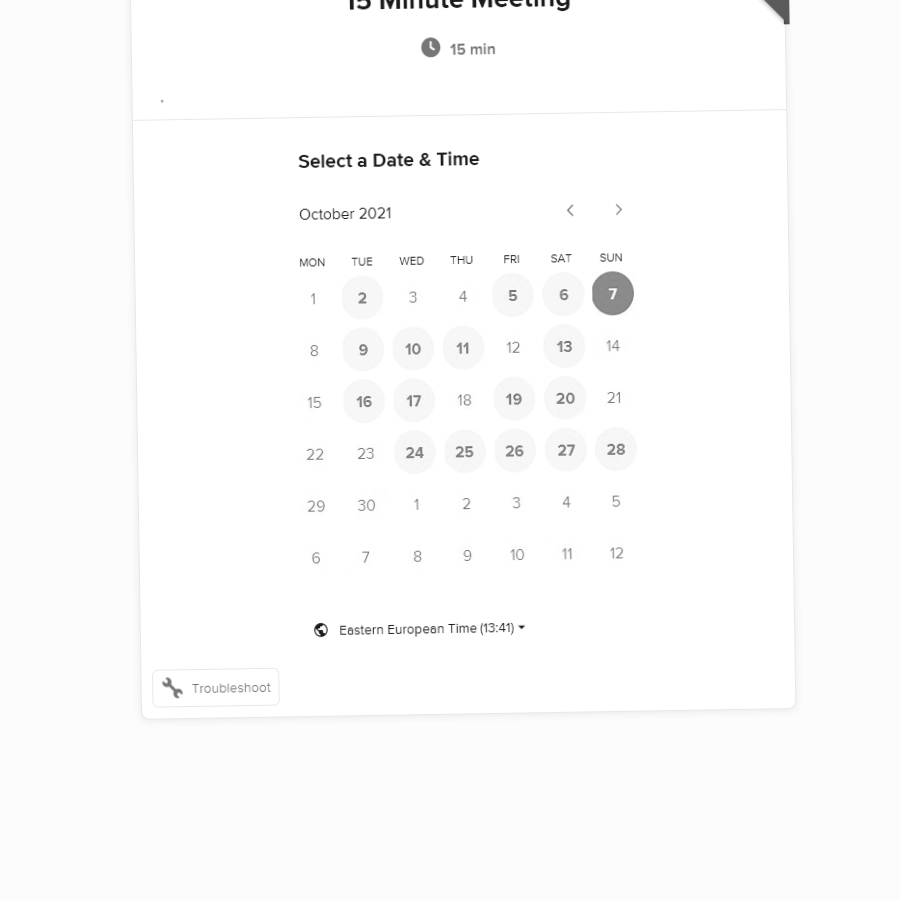 15 Minute Meeting
15 min
.
Select a Date & Time
October 2021
MON TUE WED THU FRI SAT SUN
1 2 3 4 5 6 7
8 9 10 11 12 13 14
15 16 17 18 19 20 21
22 23 24 25 26 27 28
29 30 1 2 3 4 5
6 7 8 9 10 11 12
Eastern European Time (13:41)
Troubleshoot